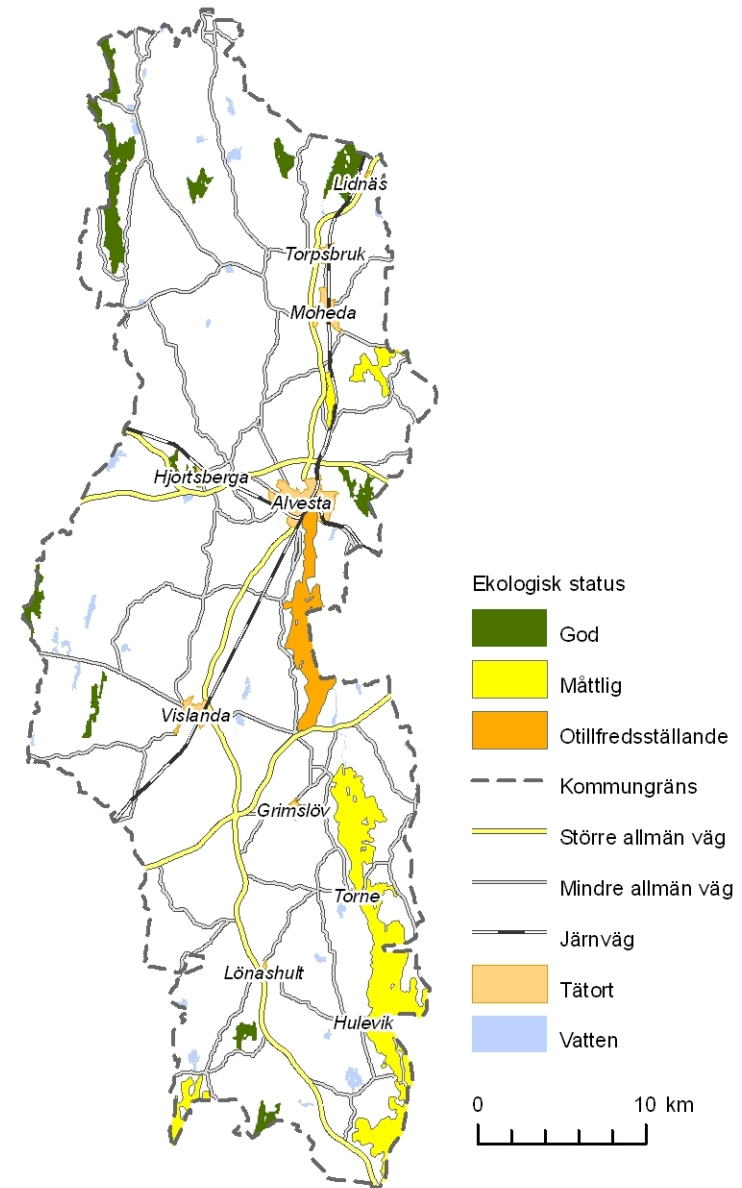 Lidnäs
Torpsbruk
Moheda
Hjortsberga
Alvesta
Vislanda
Grimslöv
Torne
Lönashult
Hulevik
Ekologisk status
God
Måttlig
Otillfredsställande
Kommungräns
Större allmän väg
Mindre allmän väg
Järnväg
Tätort
Vatten
0 10 km